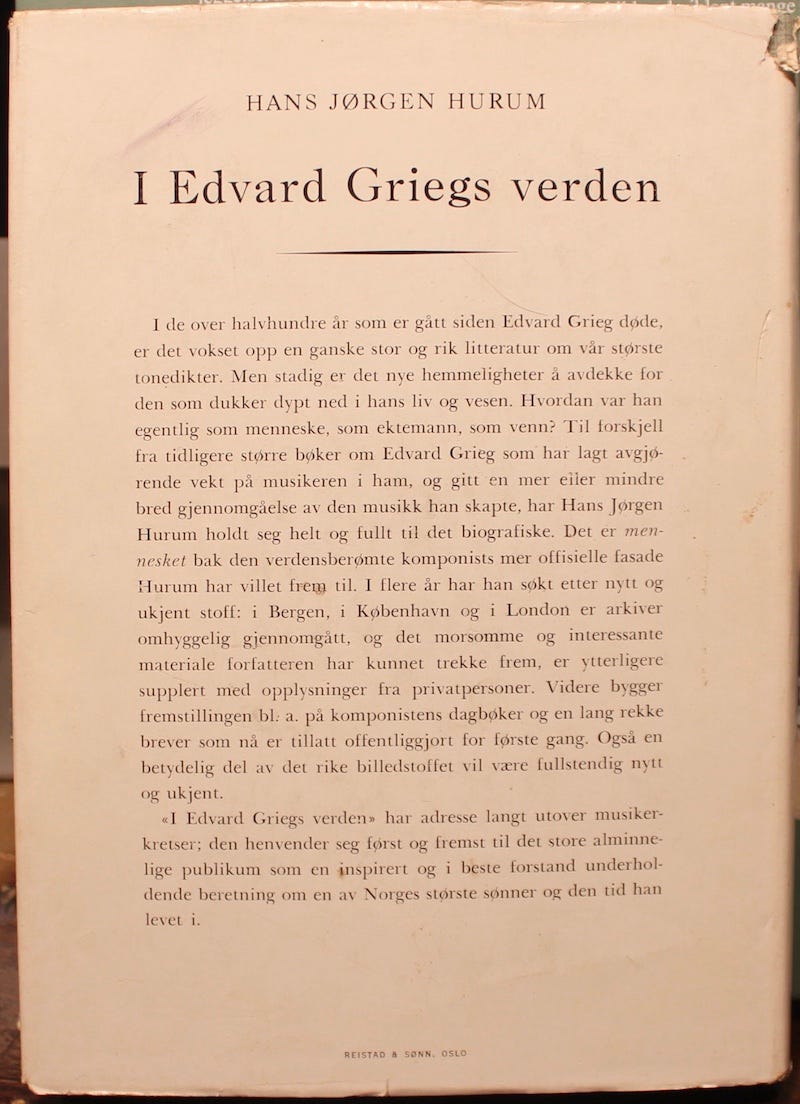 HANS JØRGEN HURUM
I Edvard Griegs verden
I de over halvhundre år som er gått siden Edvard Grieg døde,
er det vokset opp en ganske stor og rik litteratur om vår største
tonedikter. Men stadig er det nye hemmeligheter å avdekke for
den som dukker dypt ned i hans liv og vesen. Hvordan var han
egentlig som menneske, som ektemann, som venn? Til forskjell
fra tidligere større bøker om Edvard Grieg som har lagt avgjø-
rende vekt på musikeren i ham, og gitt en mer eller mindre
bred gjennomgåelse av den musikk han skapte, har Hans Jørgen
Hurum holdt seg helt og fullt til det biografiske. Det er men-
nesket bak den verdensberømte komponists mer offisielle fasade
Hurum har villet frem til. I flere år har han søkt etter nytt og
ukjent stoff: i Bergen, i København og i London er arkiver
omhyggelig gjennomgått, og det morsomme og interessante
materiale forfatteren har kunnet trekke frem, er ytterligere
supplert med opplysninger fra privatpersoner. Videre bygger
fremstillingen bl. a. på komponistens dagbøker og en lang rekke
brever som nå er tillatt offentliggjort for første gang. Også en
betydelig del av det rike billedstoffet vil være fullstendig nytt
og ukjent.
«I Edvard Griegs verden» har adresse langt utover musiker-
kretser; den henvender seg først og fremst til det store alminne-
lige publikum som en inspirert og i beste forstand underhol-
dende beretning om en av Norges største sønner og den tid han
levet i.
REISTAD & SØNN, OSLO